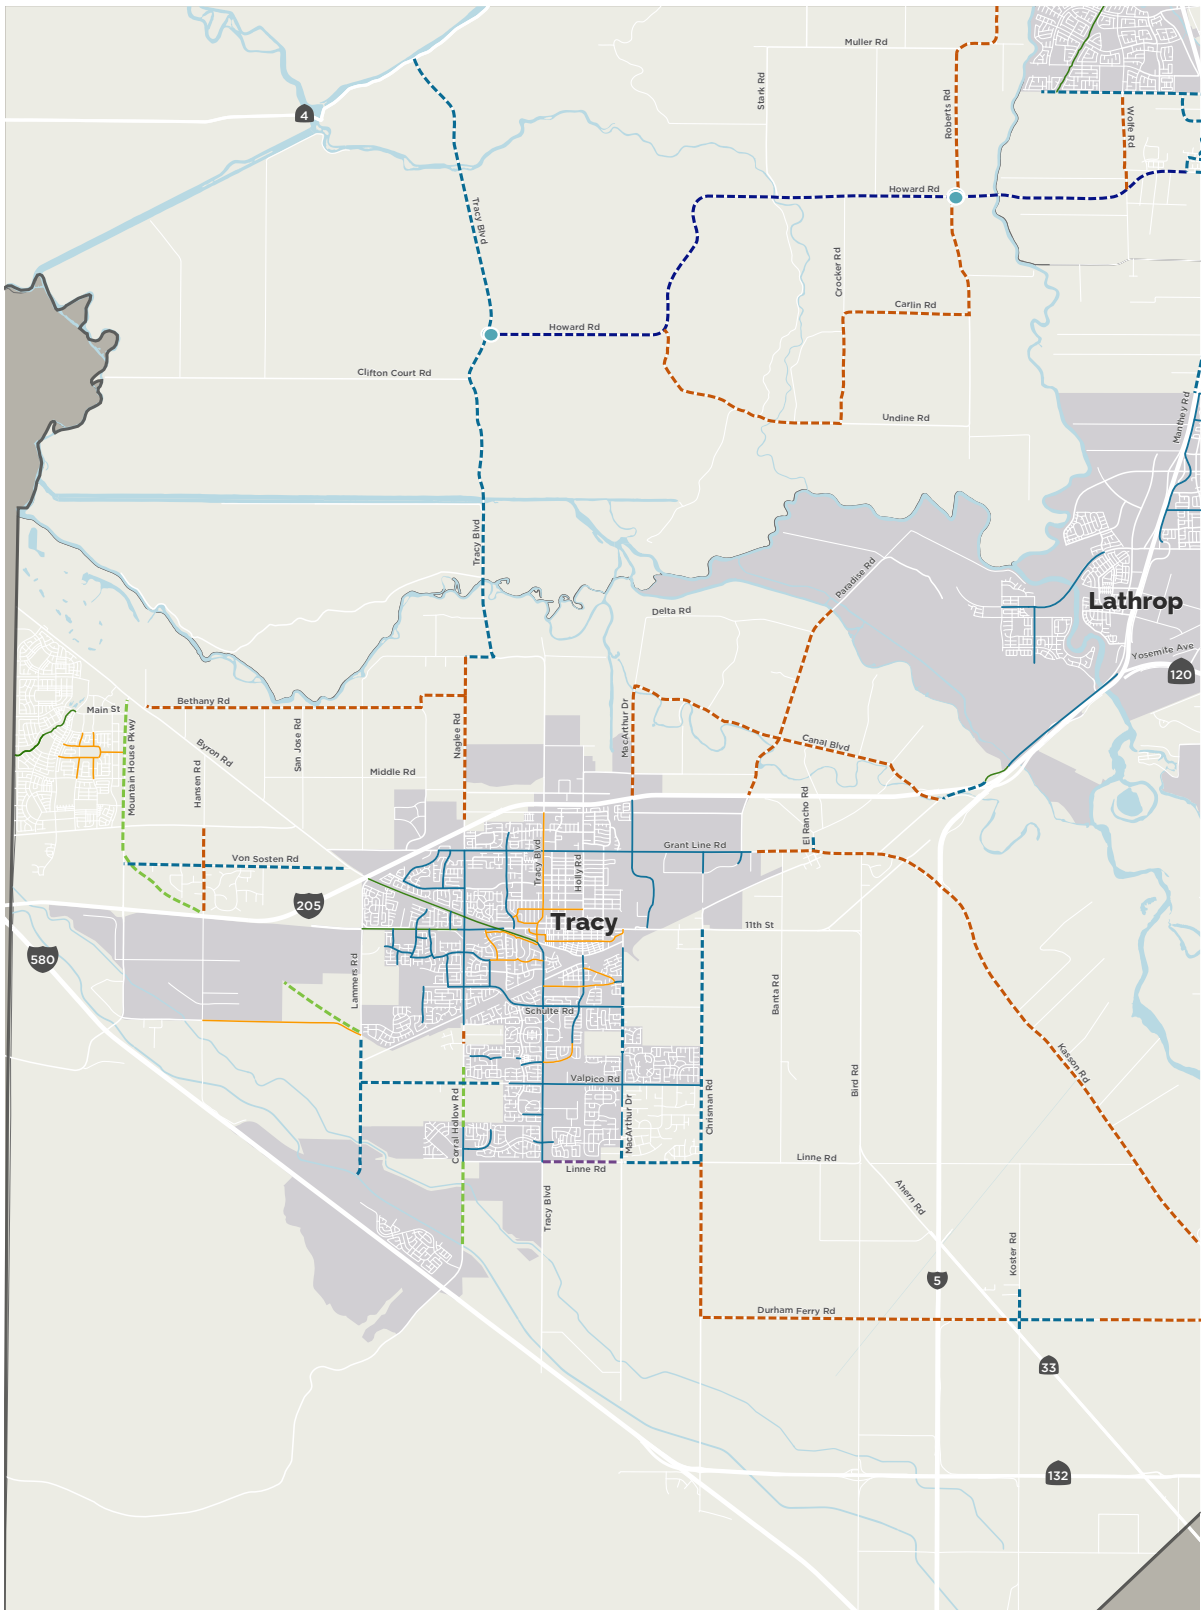 Muller Rd
Stark Rd
Roberts Rd
Wolfe Rd
4
Howard Rd
Tracy Blvd
Crocker Rd
Carlin Rd
Howard Rd
Clifton Court Rd
Undine Rd
Manthey Rd
Tracy Blvd
Paradise Rd
Delta Rd
Lathrop
Yosemite Ave
120
Bethany Rd
Main St
Mountain House Pkwy
Byron Rd
San Jose Rd
Hansen Rd
Naglee Rd
MacArthur Dr
Canal Blvd
Middle Rd
El Rancho Rd
Grant Line Rd
Von Sosten Rd
Tracy Blvd
Holly Rd
205
Tracy
11th St
580
Lammers Rd
Banta Rd
Schulte Rd
Kasson Rd
Valpico Rd
Bird Rd
Corral Hollow Rd
MacArthur Dr
Chrisman Rd
Linne Rd
Linne Rd
Tracy Blvd
Ahern Rd
Koster Rd
5
Durham Ferry Rd
33
132